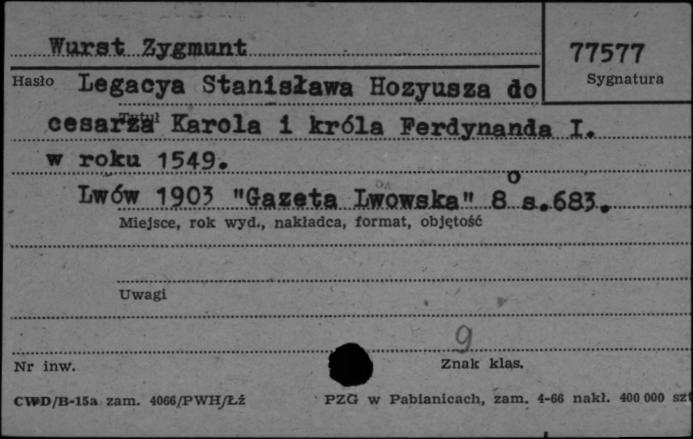 Wurst Zygmunt
77577
Hasło
Sygnatura
Legacya Stanisława Hozyusza do
Tytuł
cesarza Karola i króla Ferdynanda I.
w roku 1549.
Lwów 1903 "Gazeta Lwowska" 8° s.683.
Miejsce, rok wyd., nakładca, format, objętość
Uwagi
9
Nr inw.
Znak klas.
CWD/B-15a zam. 4066/PWH/Łź
PZG w Pabianicach, zam. 4-66 nakł. 400 000 szt